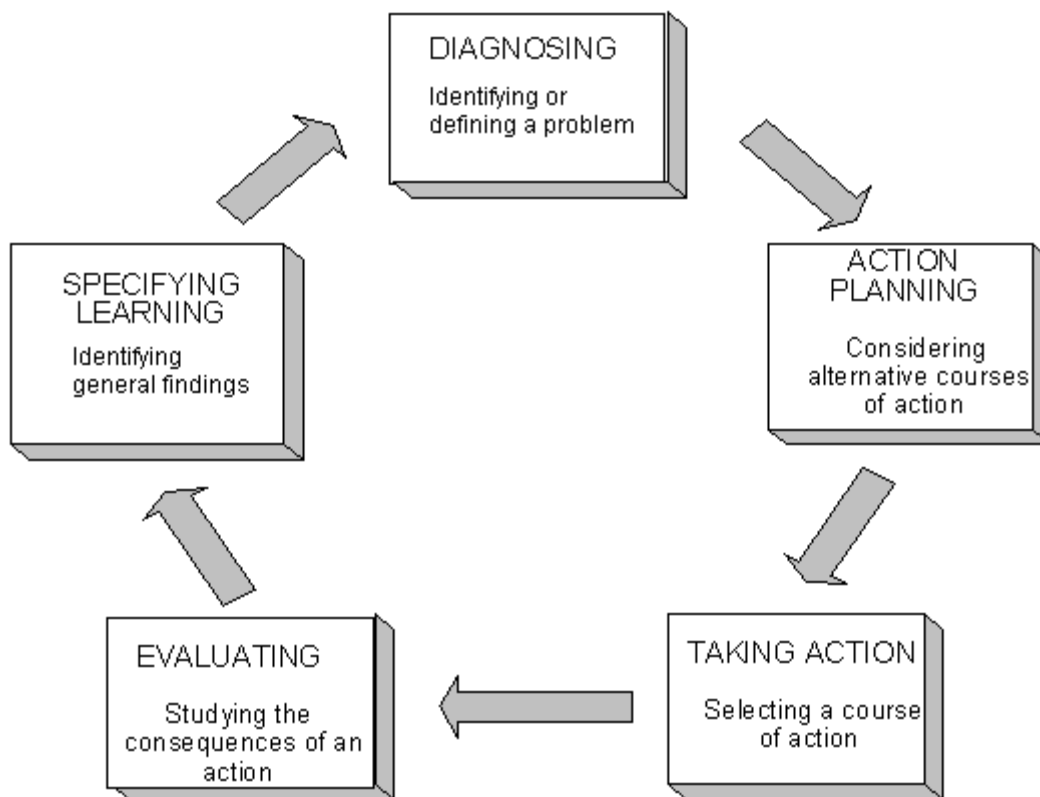 DIAGNOSING
Identifying or
defining a problem
ACTION
PLANNING
Considering
alternative courses
of action
TAKING ACTION
Selecting a course
of action
EVALUATING
Studying the
consequences of an
action
SPECIFYING
LEARNING
Identifying
general findings